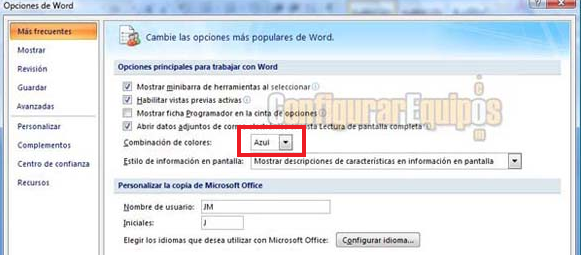 Opciones de Word
Más frecuentes
Mostrar
Revisión
Guardar
Avanzadas
Personalizar
Complementos
Centro de confianza
Recursos
Cambie las opciones más populares de Word.
Opciones principales para trabajar con Word
Mostrar minibarra de herramientas al seleccionar
Habilitar vistas previas activas
Mostrar ficha Programador en la cinta de opciones
Abrir datos adjuntos de correo Lectura de pantalla completa
Combinación de colores: Azul
Estilo de información en pantalla: Mostrar descripciones de características en información en pantalla
Personalizar la copia de Microsoft Office
Nombre de usuario: JM
Iniciales: J
Elegir los idiomas que desea utilizar con Microsoft Office: Configurar idioma...
ConfigurarEquipos